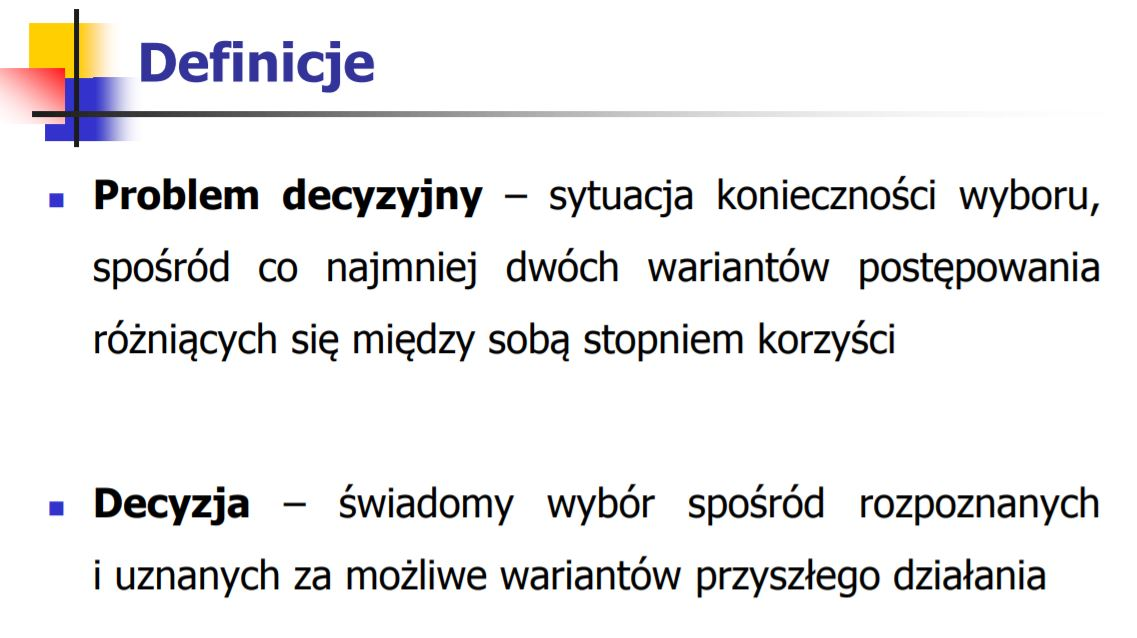 Definicje
Problem decyzyjny – sytuacja konieczności wyboru,
spośród co najmniej dwóch wariantów postępowania
różniących się między sobą stopniem korzyści
Decyzja – świadomy wybór spośród rozpoznanych
i uznanych za możliwe wariantów przyszłego działania